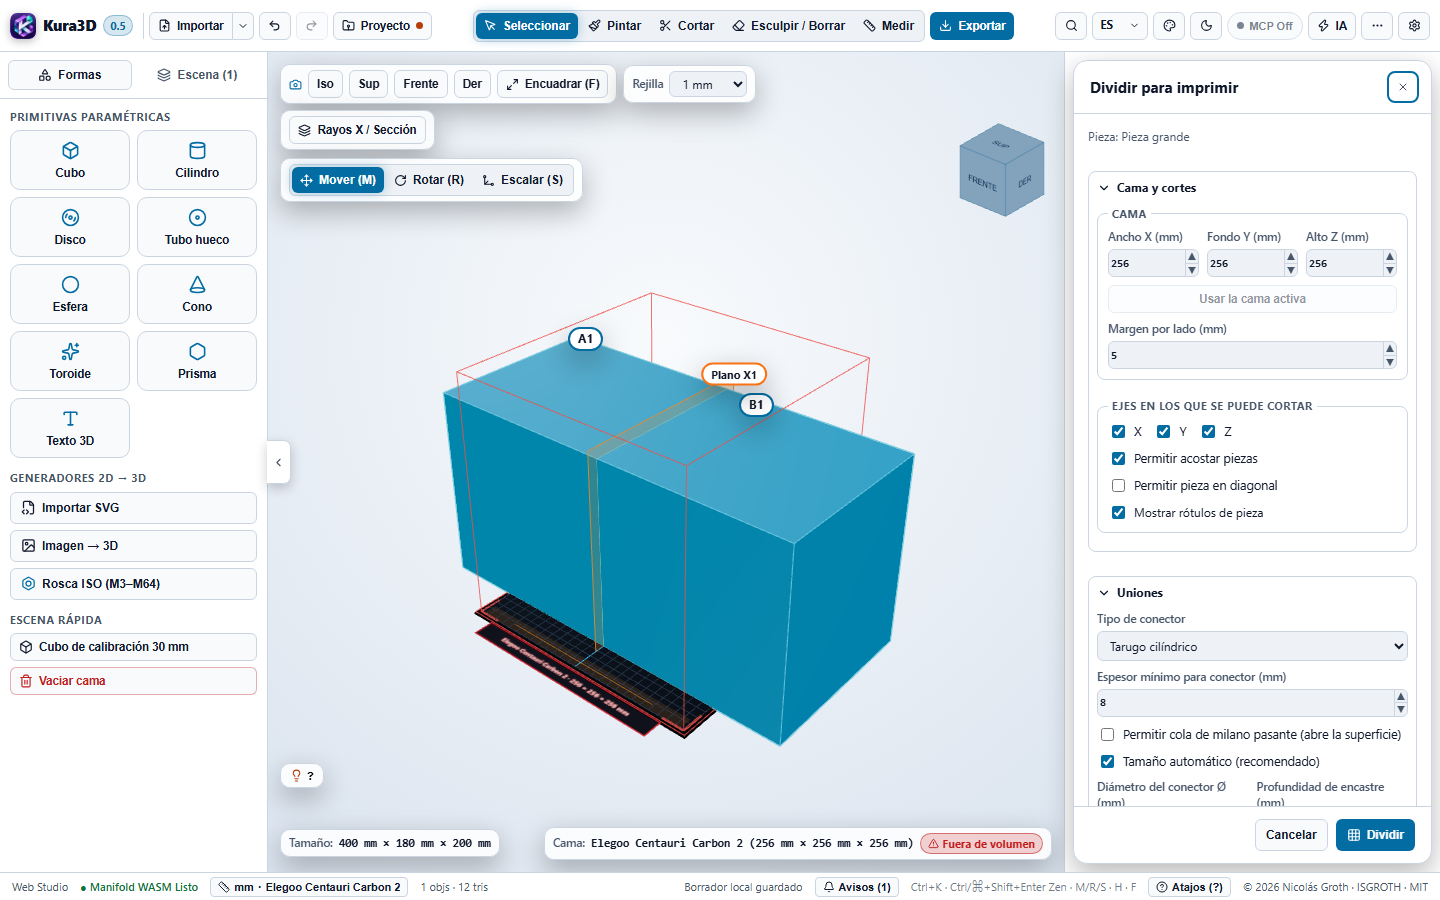 Kura3D 0.5 Importar Proyecto Seleccionar Pintar Cortar Esculpir / Borrar Medir Exportar ES MCP Off IA
Formas Escena (1)
PRIMITIVAS PARAMÉTRICAS
Cubo Cilindro
Disco Tubo hueco
Esfera Cono
Toroide Prisma
Texto 3D
GENERADORES 2D → 3D
Importar SVG
Imagen → 3D
Rosca ISO (M3–M64)
ESCENA RÁPIDA
Cubo de calibración 30 mm
Vaciar cama
Iso Sup Frente Der Encuadrar (F) Rejilla 1 mm
Rayos X / Sección
Mover (M) Rotar (R) Escalar (S)
SUP
FRENTE DER
A1
Plano X1
B1
Elegoo Centauri Carbon 2 · 256 × 256 × 256 mm
?
Tamaño: 400 mm × 180 mm × 200 mm
Cama: Elegoo Centauri Carbon 2 (256 mm × 256 mm × 256 mm) Fuera de volumen
Dividir para imprimir
Pieza: Pieza grande
Cama y cortes
CAMA
Ancho X (mm) Fondo Y (mm) Alto Z (mm)
256 256 256
Usar la cama activa
Margen por lado (mm)
5
EJES EN LOS QUE SE PUEDE CORTAR
X Y Z
Permitir acostar piezas
Permitir pieza en diagonal
Mostrar rótulos de pieza
Uniones
Tipo de conector
Tarugo cilíndrico
Espesor mínimo para conector (mm)
8
Permitir cola de milano pasante (abre la superficie)
Tamaño automático (recomendado)
Diámetro del conector Ø (mm) Profundidad de encastre (mm)
Cancelar Dividir
Web Studio Manifold WASM Listo mm · Elegoo Centauri Carbon 2 1 objs · 12 tris Borrador local guardado Avisos (1) Ctrl+K · Ctrl/⌘+Shift+Enter Zen · M/R/S · H · F Atajos (?) © 2026 Nicolás Groth · ISGROTH · MIT